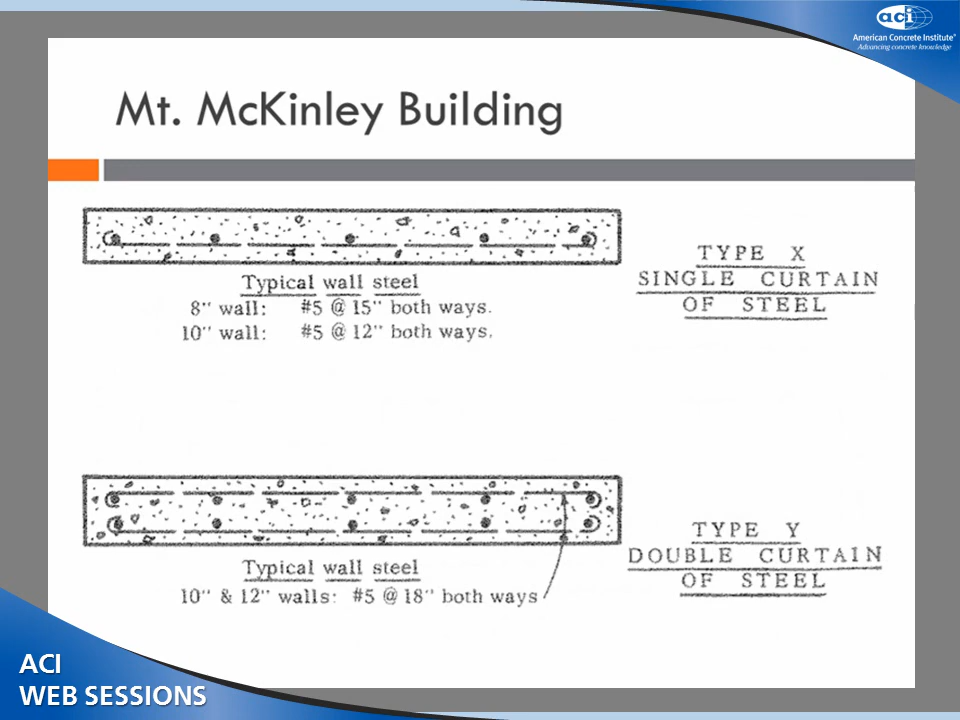 aci
American Concrete Institute®
Advancing concrete knowledge
Mt. McKinley Building
TYPE X
SINGLE CURTAIN
OF STEEL
Typical wall steel
8" wall: #5 @ 15" both ways.
10" wall: #5 @ 12" both ways.
TYPE Y
DOUBLE CURTAIN
OF STEEL
Typical wall steel
10" & 12" walls: #5 @ 18" both ways
ACI
WEB SESSIONS